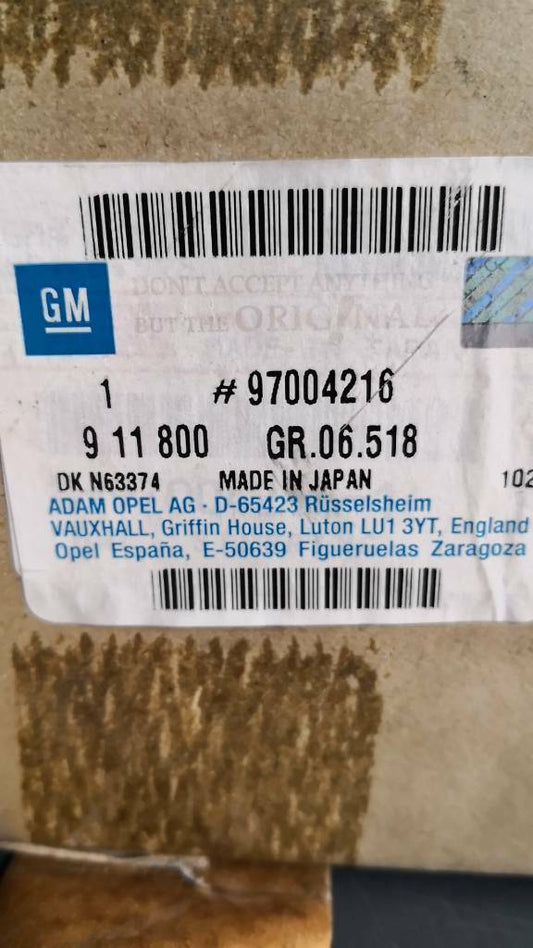 GM
DON'T ACCEPT ANYTHING
BUT THE ORIGINAL
1 # 97004216
9 11 800 GR.06.518
DK N63374 MADE IN JAPAN 102
ADAM OPEL AG · D-65423 Rüsselsheim
VAUXHALL, Griffin House, Luton LU1 3YT, England
Opel España, E-50639 Figueruelas Zaragoza